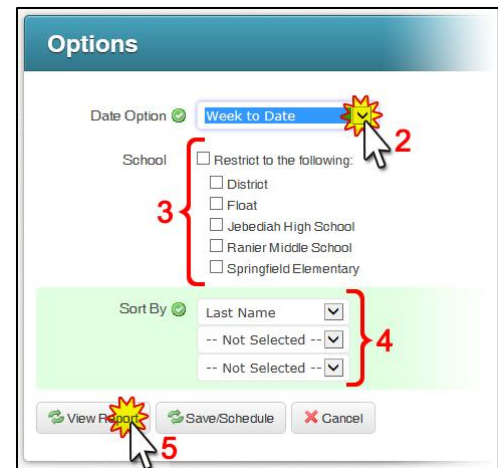 Options
Date Option Week to Date
2
School Restrict to the following:
District
3 Float
Jebediah High School
Ranier Middle School
Springfield Elementary
Sort By Last Name
-- Not Selected -- 4
-- Not Selected --
View Report Save/Schedule Cancel
5